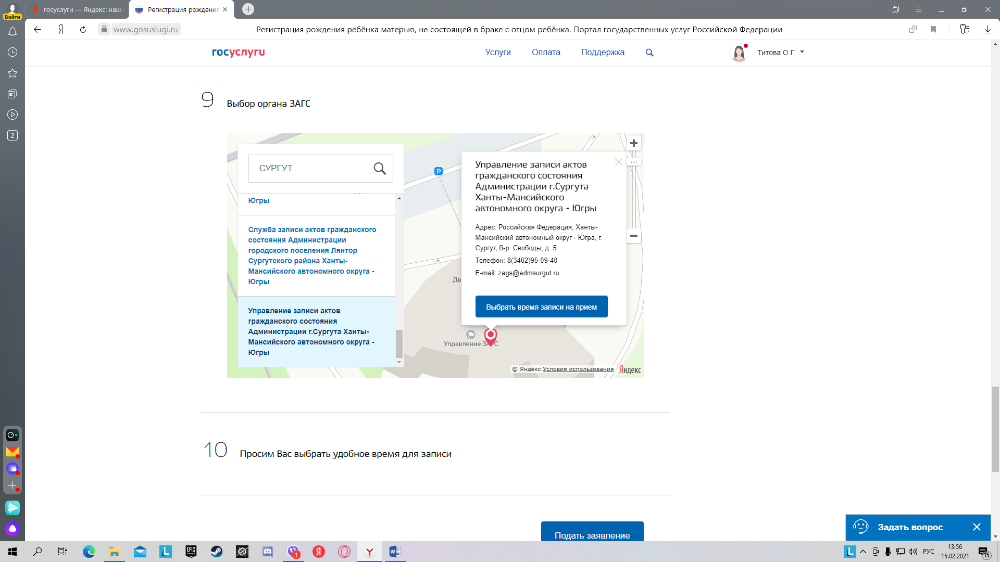 госуслуги — Яндекс: наш
Регистрация рождения
Войти
www.gosuslugi.ru
Регистрация рождения ребёнка матерью, не состоящей в браке с отцом ребёнка. Портал государственных услуг Российской Федерации
госуслуги
Услуги
Оплата
Поддержка
Титова О.Г.
2
9
Выбор органа ЗАГС
СУРГУТ
Югры
Служба записи актов гражданского
состояния Администрации
городского поселения Лянтор
Сургутского района Ханты-
Мансийского автономного округа -
Югры
Управление записи актов
гражданского состояния
Администрации г.Сургута Ханты-
Мансийского автономного округа -
Югры
P
Управление записи актов
гражданского состояния
Администрации г.Сургута
Ханты-Мансийского
автономного округа - Югры
Адрес: Российская Федерация, Ханты-
Мансийский автономный округ - Югра, г.
Сургут, б-р. Свободы, д. 5
Телефон: 8(3462)95-09-40
E-mail: zags@admsurgut.ru
Выбрать время записи на прием
Дв
Управление ЗАГС
© Яндекс Условия использования
Яндекс
10
Просим Вас выбрать удобное время для записи
Подать заявление
Задать вопрос
EPIC GAMES
1
РУС
13:56
15.02.2021
15